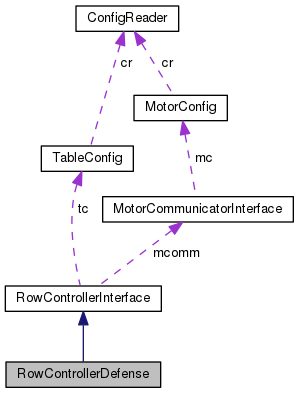 ConfigReader
cr
cr
MotorConfig
TableConfig
mc
tc
MotorCommunicatorInterface
mcomm
RowControllerInterface
RowControllerDefense